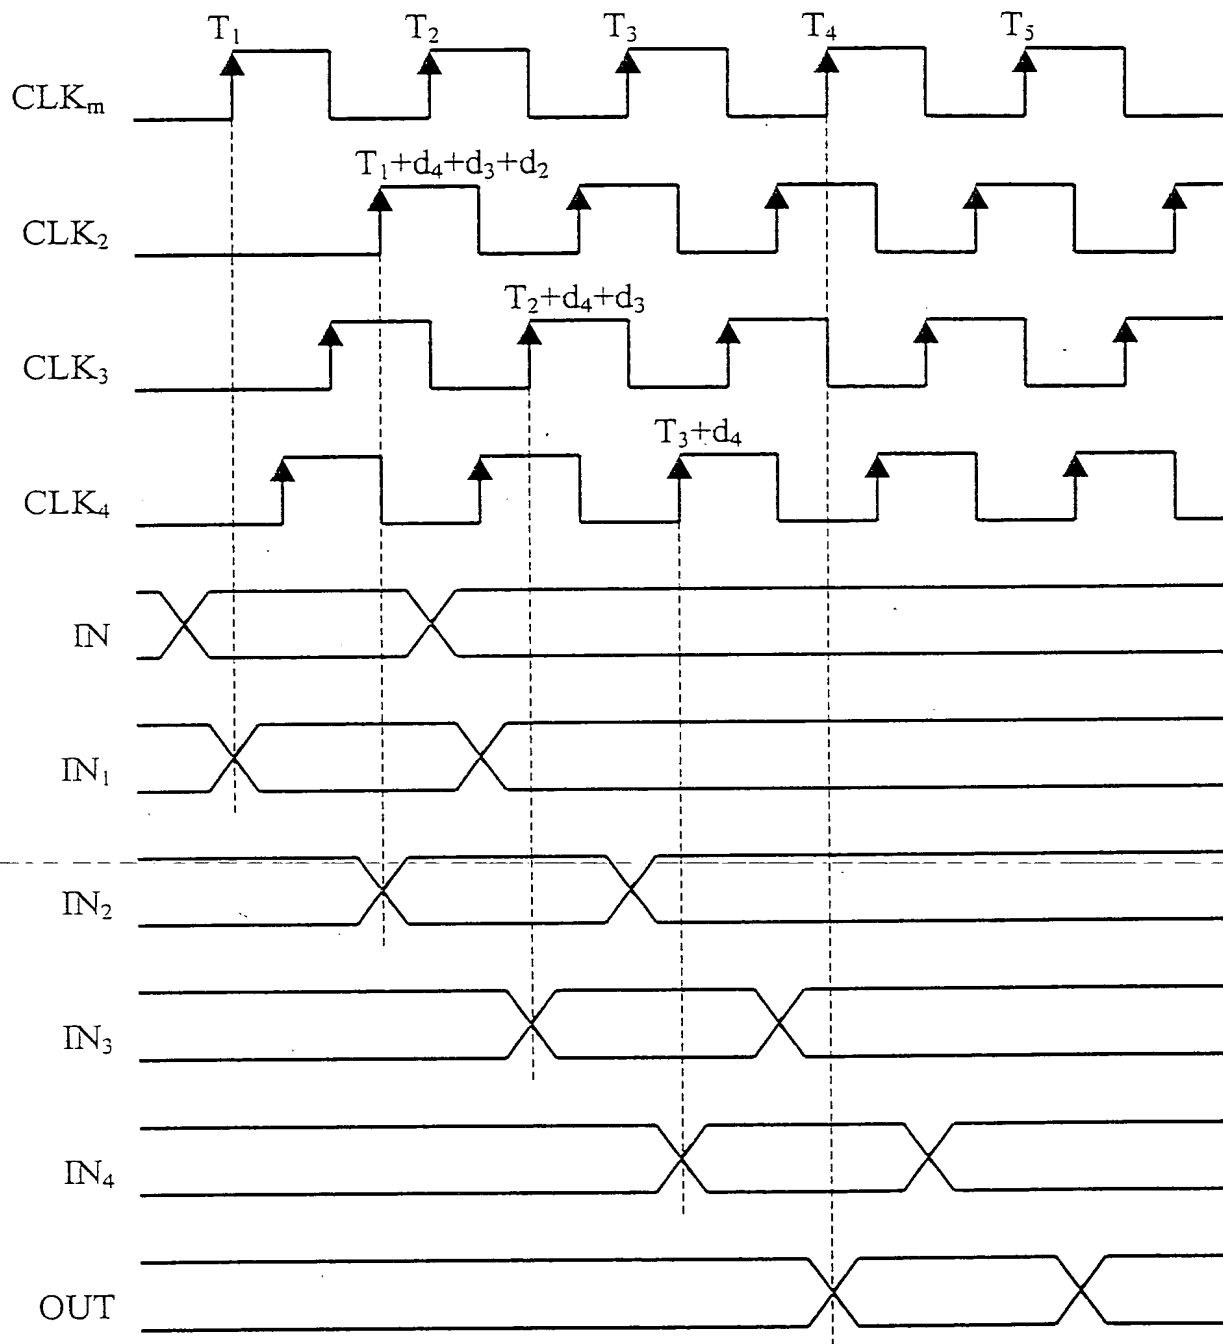 T₁ T₂ T₃ T₄ T₅
CLKₘ
T₁+d₄+d₃+d₂
CLK₂
T₂+d₄+d₃
CLK₃
T₃+d₄
CLK₄
IN
IN₁
IN₂
IN₃
IN₄
OUT